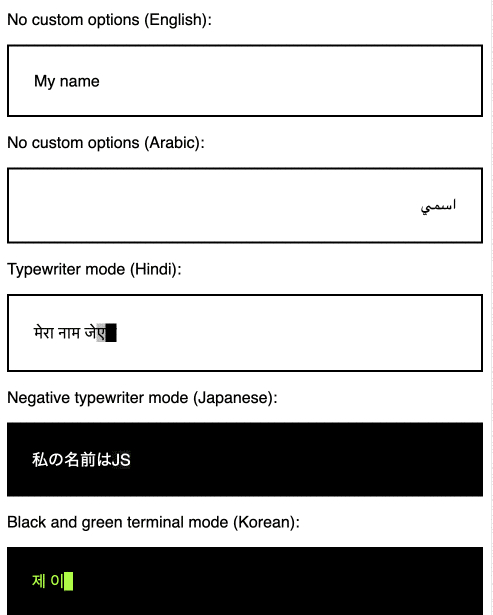 No custom options (English):
My name
No custom options (Arabic):
اسمي
Typewriter mode (Hindi):
मेरा नाम जेए
Negative typewriter mode (Japanese):
私の名前はJS
Black and green terminal mode (Korean):
제 이